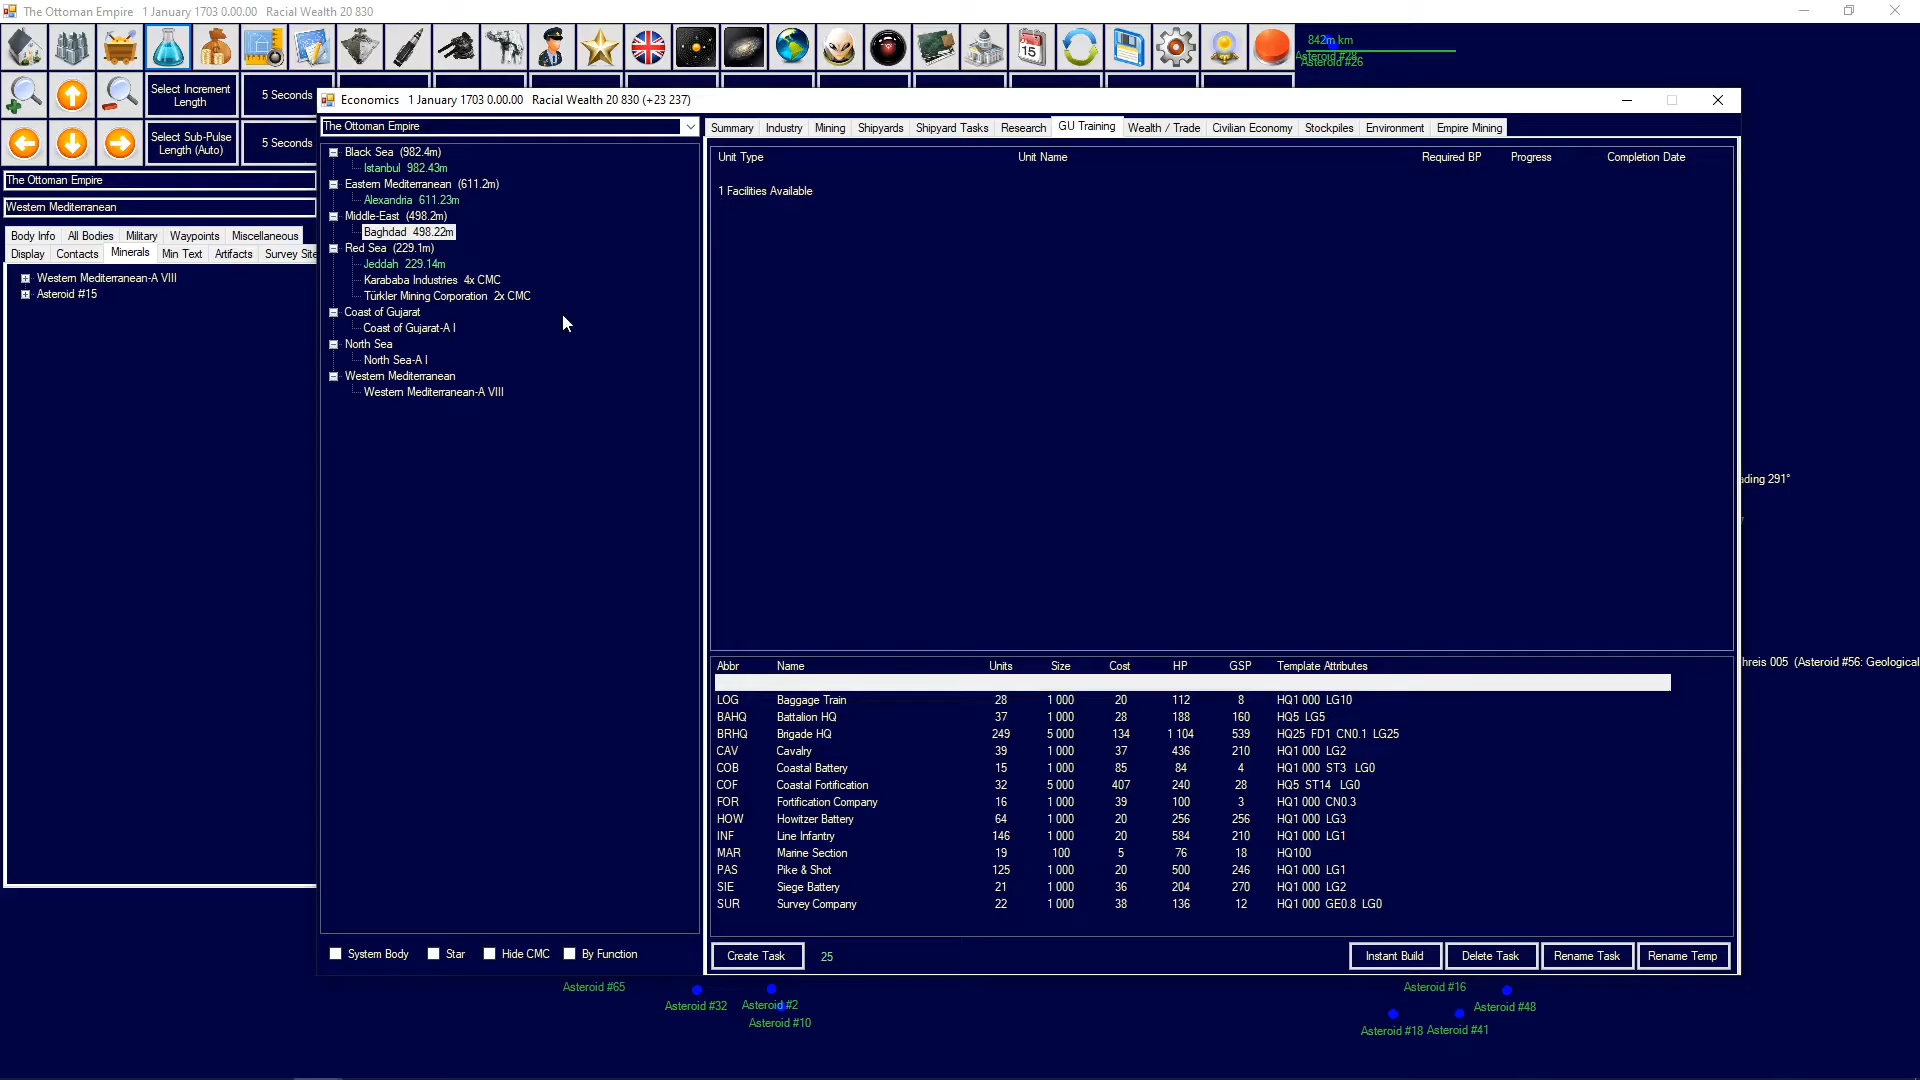 The Ottoman Empire   1 January 1703 0.00.00   Racial Wealth 20 830
842m km
Asteroid #26
Select Increment Length
5 Seconds
Select Sub-Pulse Length (Auto)
5 Seconds
The Ottoman Empire
Western Mediterranean
Body Info  All Bodies  Military  Waypoints  Miscellaneous
Display  Contacts  Minerals  Min Text  Artifacts  Survey Site
Western Mediterranean-A VIII
Asteroid #15
Economics   1 January 1703 0.00.00   Racial Wealth 20 830 (+23 237)
The Ottoman Empire
Black Sea  (982.4m)
Istanbul  982.43m
Eastern Mediterranean  (611.2m)
Alexandria  611.23m
Middle-East  (498.2m)
Baghdad  498.22m
Red Sea  (229.1m)
Jeddah  229.14m
Karababa Industries  4x CMC
Türkler Mining Corporation  2x CMC
Coast of Gujarat
Coast of Gujarat-A I
North Sea
North Sea-A I
Western Mediterranean
Western Mediterranean-A VIII
System Body  Star  Hide CMC  By Function
Summary  Industry  Mining  Shipyards  Shipyard Tasks  Research  GU Training  Wealth / Trade  Civilian Economy  Stockpiles  Environment  Empire Mining
Unit Type  Unit Name  Required BP  Progress  Completion Date
1 Facilities Available
Abbr  Name  Units  Size  Cost  HP  GSP  Template Attributes
LOG  Baggage Train  28  1 000  20  112  8  HQ1 000  LG10
BAHQ  Battalion HQ  37  1 000  28  188  160  HQ5  LG5
BRHQ  Brigade HQ  249  5 000  134  1 104  539  HQ25  FD1  CN0.1  LG25
CAV  Cavalry  39  1 000  37  436  210  HQ1 000  LG2
COB  Coastal Battery  15  1 000  85  84  4  HQ1 000  ST3  LG0
COF  Coastal Fortification  32  5 000  407  240  28  HQ5  ST14  LG0
FOR  Fortification Company  16  1 000  39  100  3  HQ1 000  CN0.3
HOW  Howitzer Battery  64  1 000  20  256  256  HQ1 000  LG3
INF  Line Infantry  146  1 000  20  584  210  HQ1 000  LG1
MAR  Marine Section  19  100  5  76  18  HQ100
PAS  Pike & Shot  125  1 000  20  500  246  HQ1 000  LG1
SIE  Siege Battery  21  1 000  36  204  270  HQ1 000  LG2
SUR  Survey Company  22  1 000  38  136  12  HQ1 000  GE0.8  LG0
Create Task  25  Instant Build  Delete Task  Rename Task  Rename Temp
ading 291°
hreis 005  (Asteroid #56: Geological
Asteroid #65
Asteroid #32
Asteroid #2
Asteroid #10
Asteroid #16
Asteroid #48
Asteroid #18
Asteroid #41